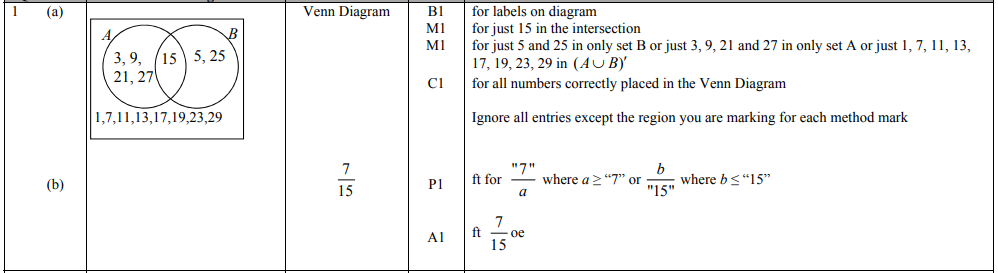 1 (a) Venn Diagram B1 for labels on diagram
M1 for just 15 in the intersection
A B M1 for just 5 and 25 in only set B or just 3, 9, 21 and 27 in only set A or just 1, 7, 11, 13,
3, 9, 15 5, 25 17, 19, 23, 29 in (A ∪ B)′
21, 27
C1 for all numbers correctly placed in the Venn Diagram
1,7,11,13,17,19,23,29 Ignore all entries except the region you are marking for each method mark
(b) 7/15 P1 ft for "7"/a where a ≥ “7” or b/"15" where b ≤ “15”
A1 ft 7/15 oe